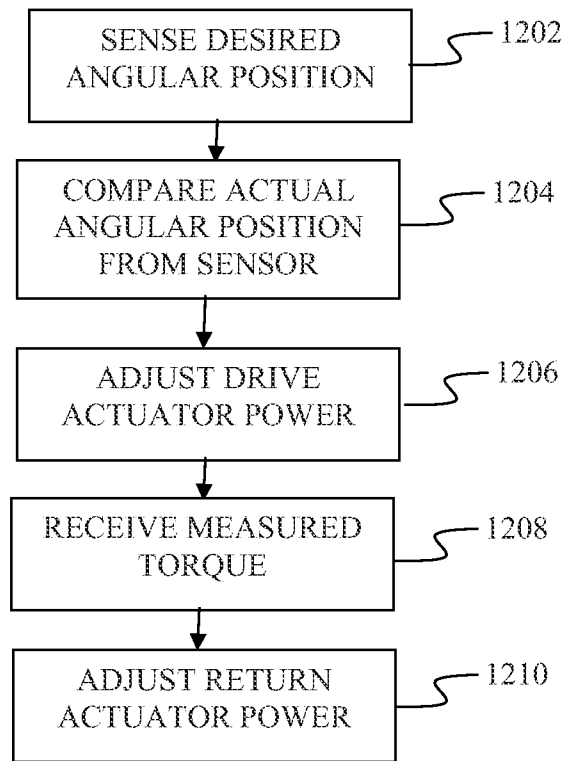 SENSE DESIRED
ANGULAR POSITION
1202
COMPARE ACTUAL
ANGULAR POSITION
FROM SENSOR
1204
ADJUST DRIVE
ACTUATOR POWER
1206
RECEIVE MEASURED
TORQUE
1208
ADJUST RETURN
ACTUATOR POWER
1210